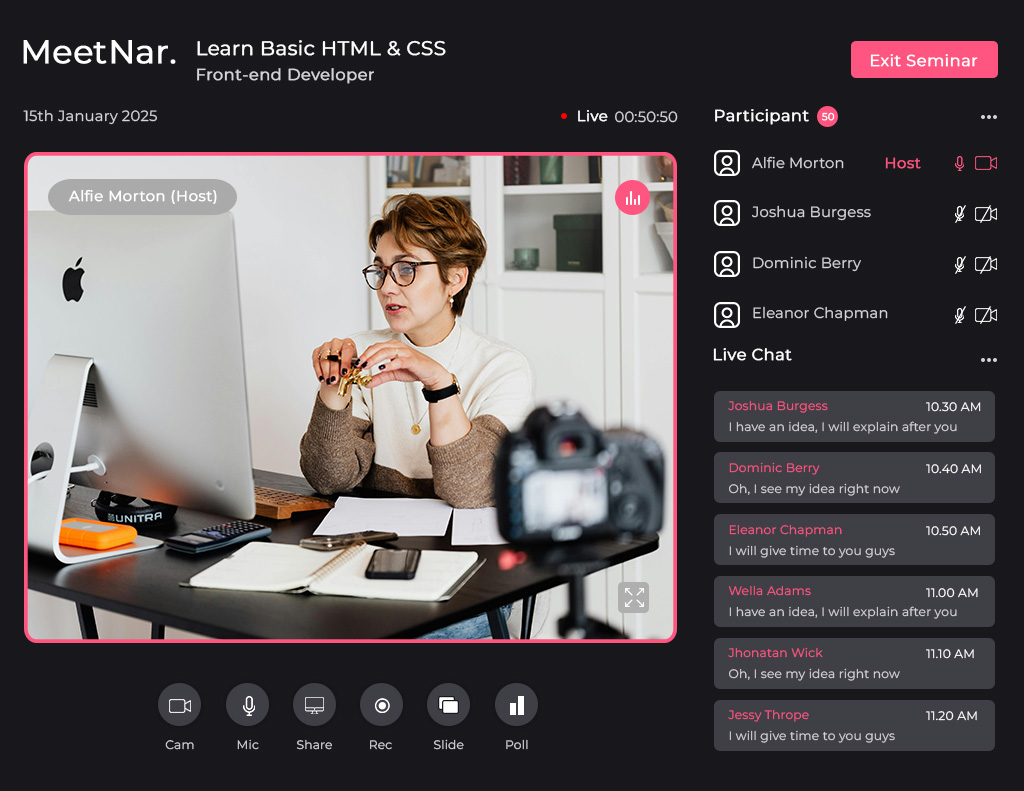 MeetNar.
Learn Basic HTML & CSS
Front-end Developer
Exit Seminar
15th January 2025
Live 00:50:50
Alfie Morton (Host)
UNITRA
Cam
Mic
Share
Rec
Slide
Poll
Participant 50
Alfie Morton Host
Joshua Burgess
Dominic Berry
Eleanor Chapman
Live Chat
Joshua Burgess 10.30 AM
I have an idea, I will explain after you
Dominic Berry 10.40 AM
Oh, I see my idea right now
Eleanor Chapman 10.50 AM
I will give time to you guys
Wella Adams 11.00 AM
I have an idea, I will explain after you
Jhonatan Wick 11.10 AM
Oh, I see my idea right now
Jessy Thrope 11.20 AM
I will give time to you guys